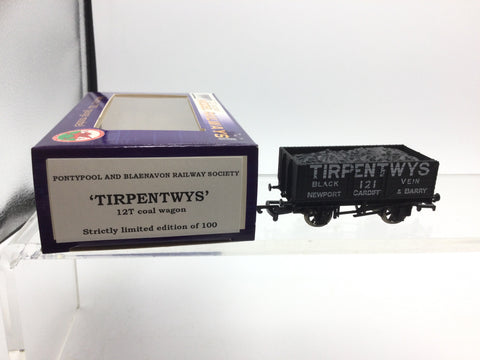 PONTYPOOL AND BLAENAVON RAILWAY SOCIETY
'TIRPENTWYS'
12T coal wagon
Strictly limited edition of 100
TIRPENTWYS
BLACK 121 VEIN
NEWPORT CARDIFF & BARRY